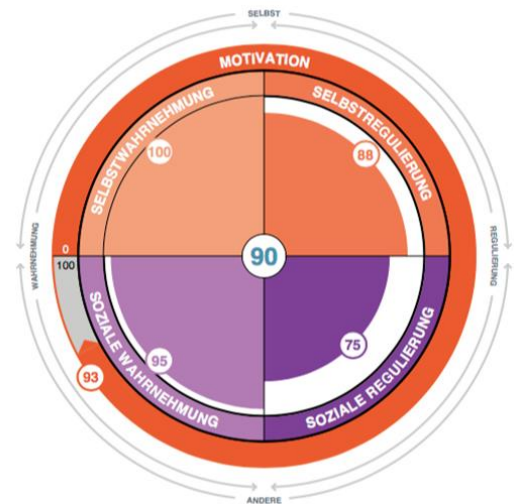 SELBST
MOTIVATION
SELBSTWAHRNEHMUNG
SELBSTREGULIERUNG
100
88
WAHRNEHMUNG
REGULIERUNG
0
100
90
93
95
75
SOZIALE WAHRNEHMUNG
SOZIALE REGULIERUNG
ANDERE